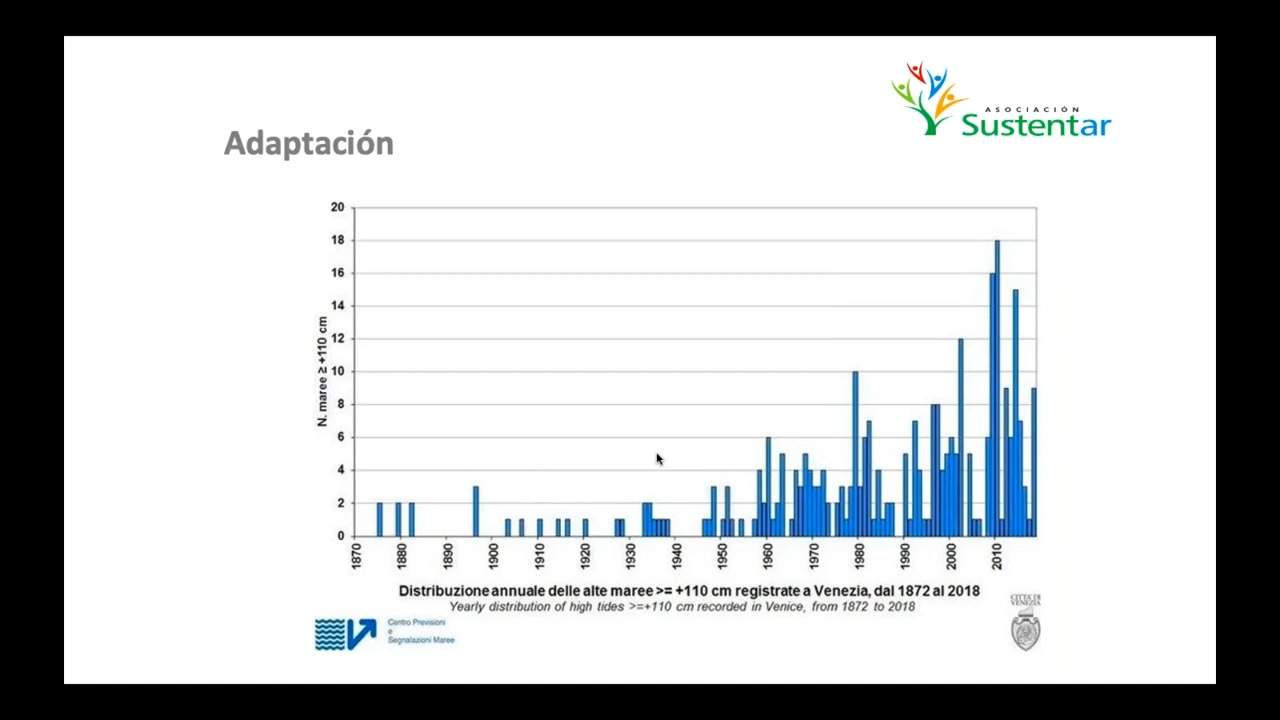 ASOCIACIÓN
Sustentar
Adaptación
20
18
16
14
12
10
8
6
4
2
0
N. maree ≥ +110 cm
1870
1880
1890
1900
1910
1920
1930
1940
1950
1960
1970
1980
1990
2000
2010
Distribuzione annuale delle alte maree >= +110 cm registrate a Venezia, dal 1872 al 2018
Yearly distribution of high tides >=+110 cm recorded in Venice, from 1872 to 2018
Centro Previsioni
e
Segnalazioni Maree
CITTÀ DI
VENEZIA